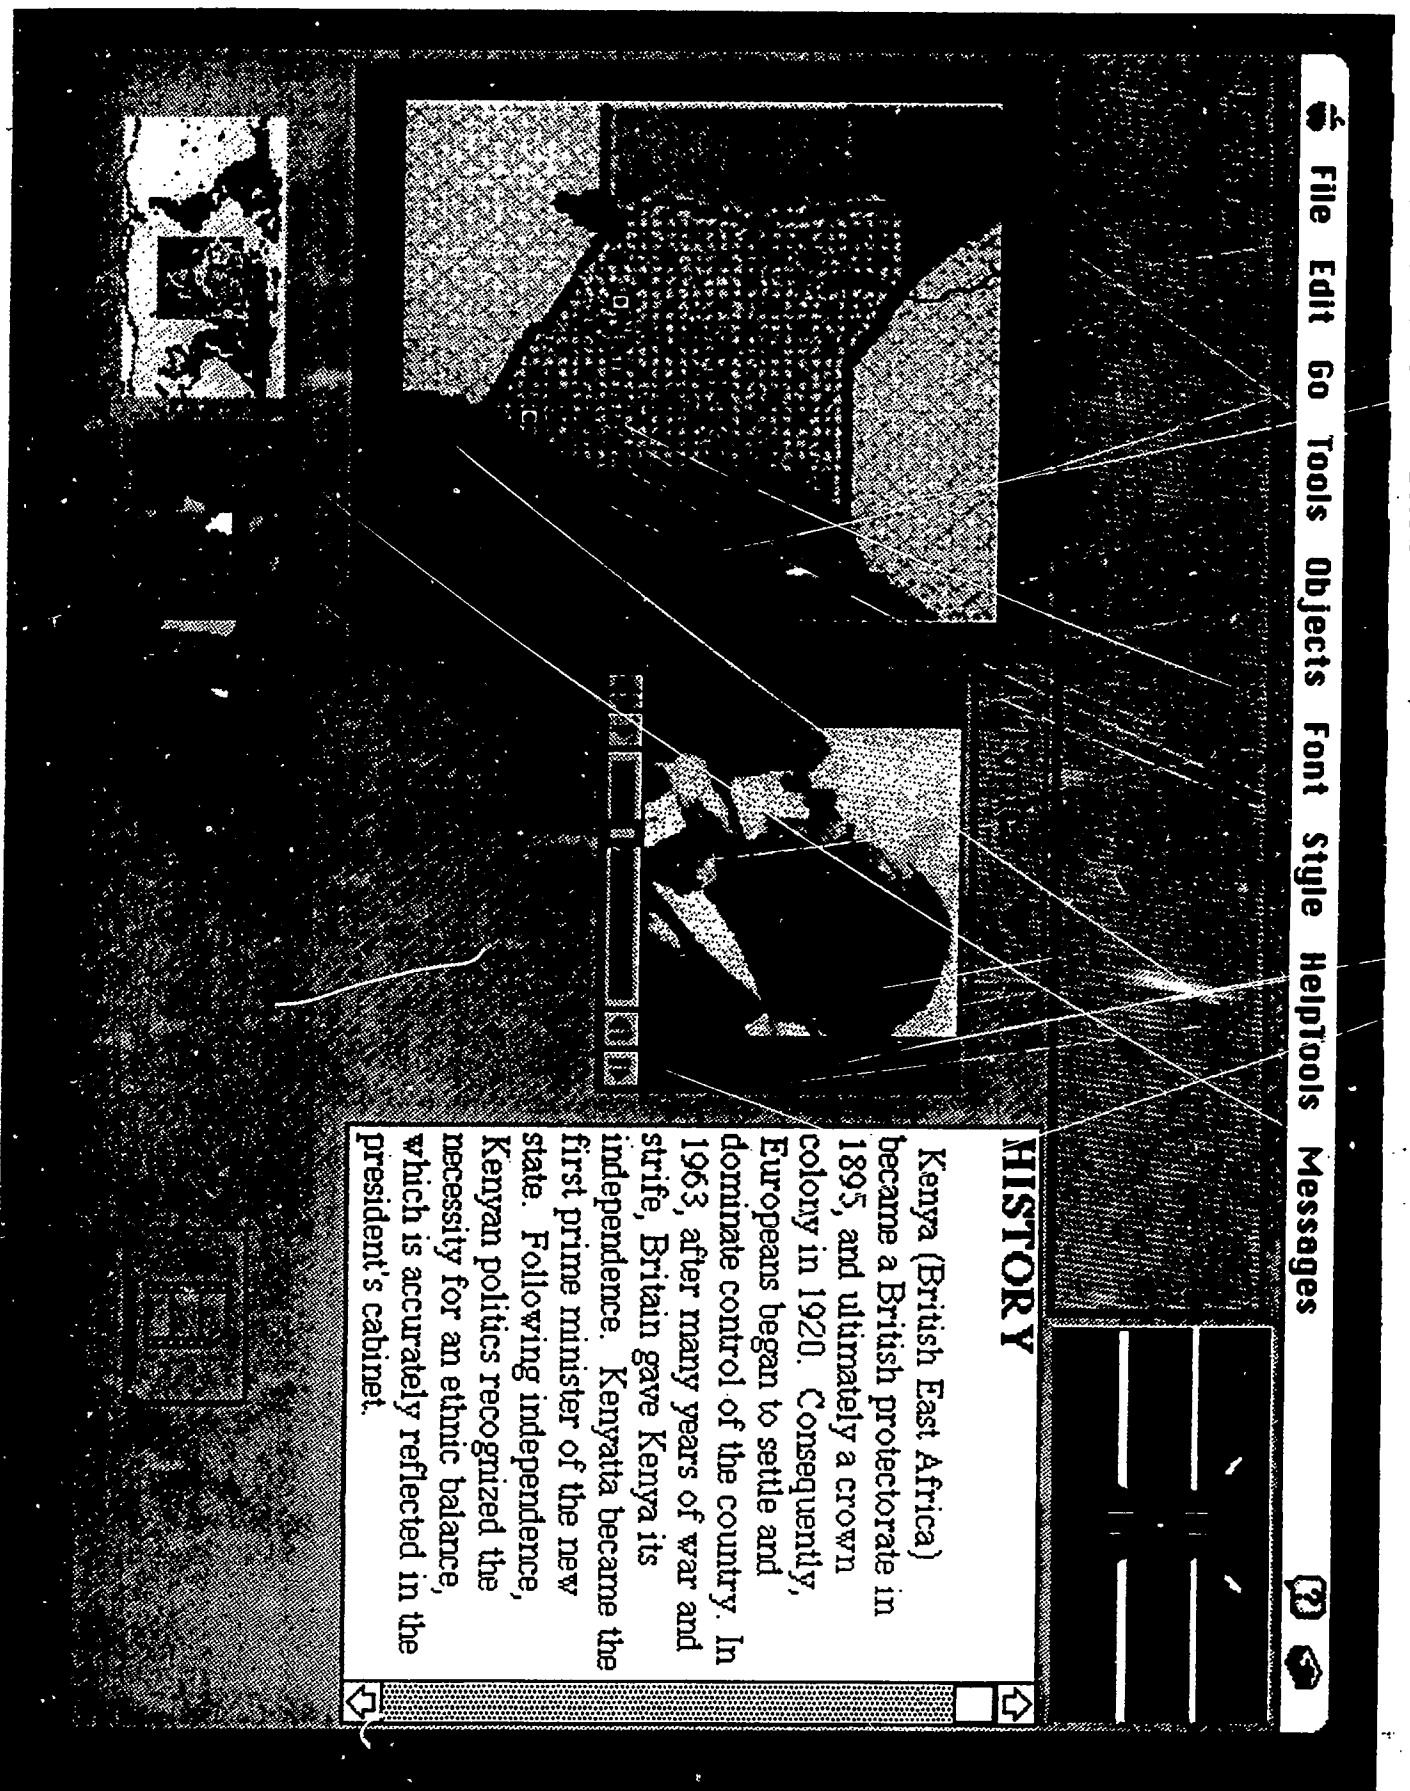 File Edit Go Tools Objects Font Style HelpTools Messages
HISTORY
Kenya (British East Africa)
became a British protectorate in
1895, and ultimately a crown
colony in 1920. Consequently,
Europeans began to settle and
dominate control of the country. In
1963, after many years of war and
strife, Britain gave Kenya its
independence. Kenyatta became the
first prime minister of the new
state. Following independence,
Kenyan politics recognized the
necessity for an ethnic balance,
which is accurately reflected in the
president's cabinet.